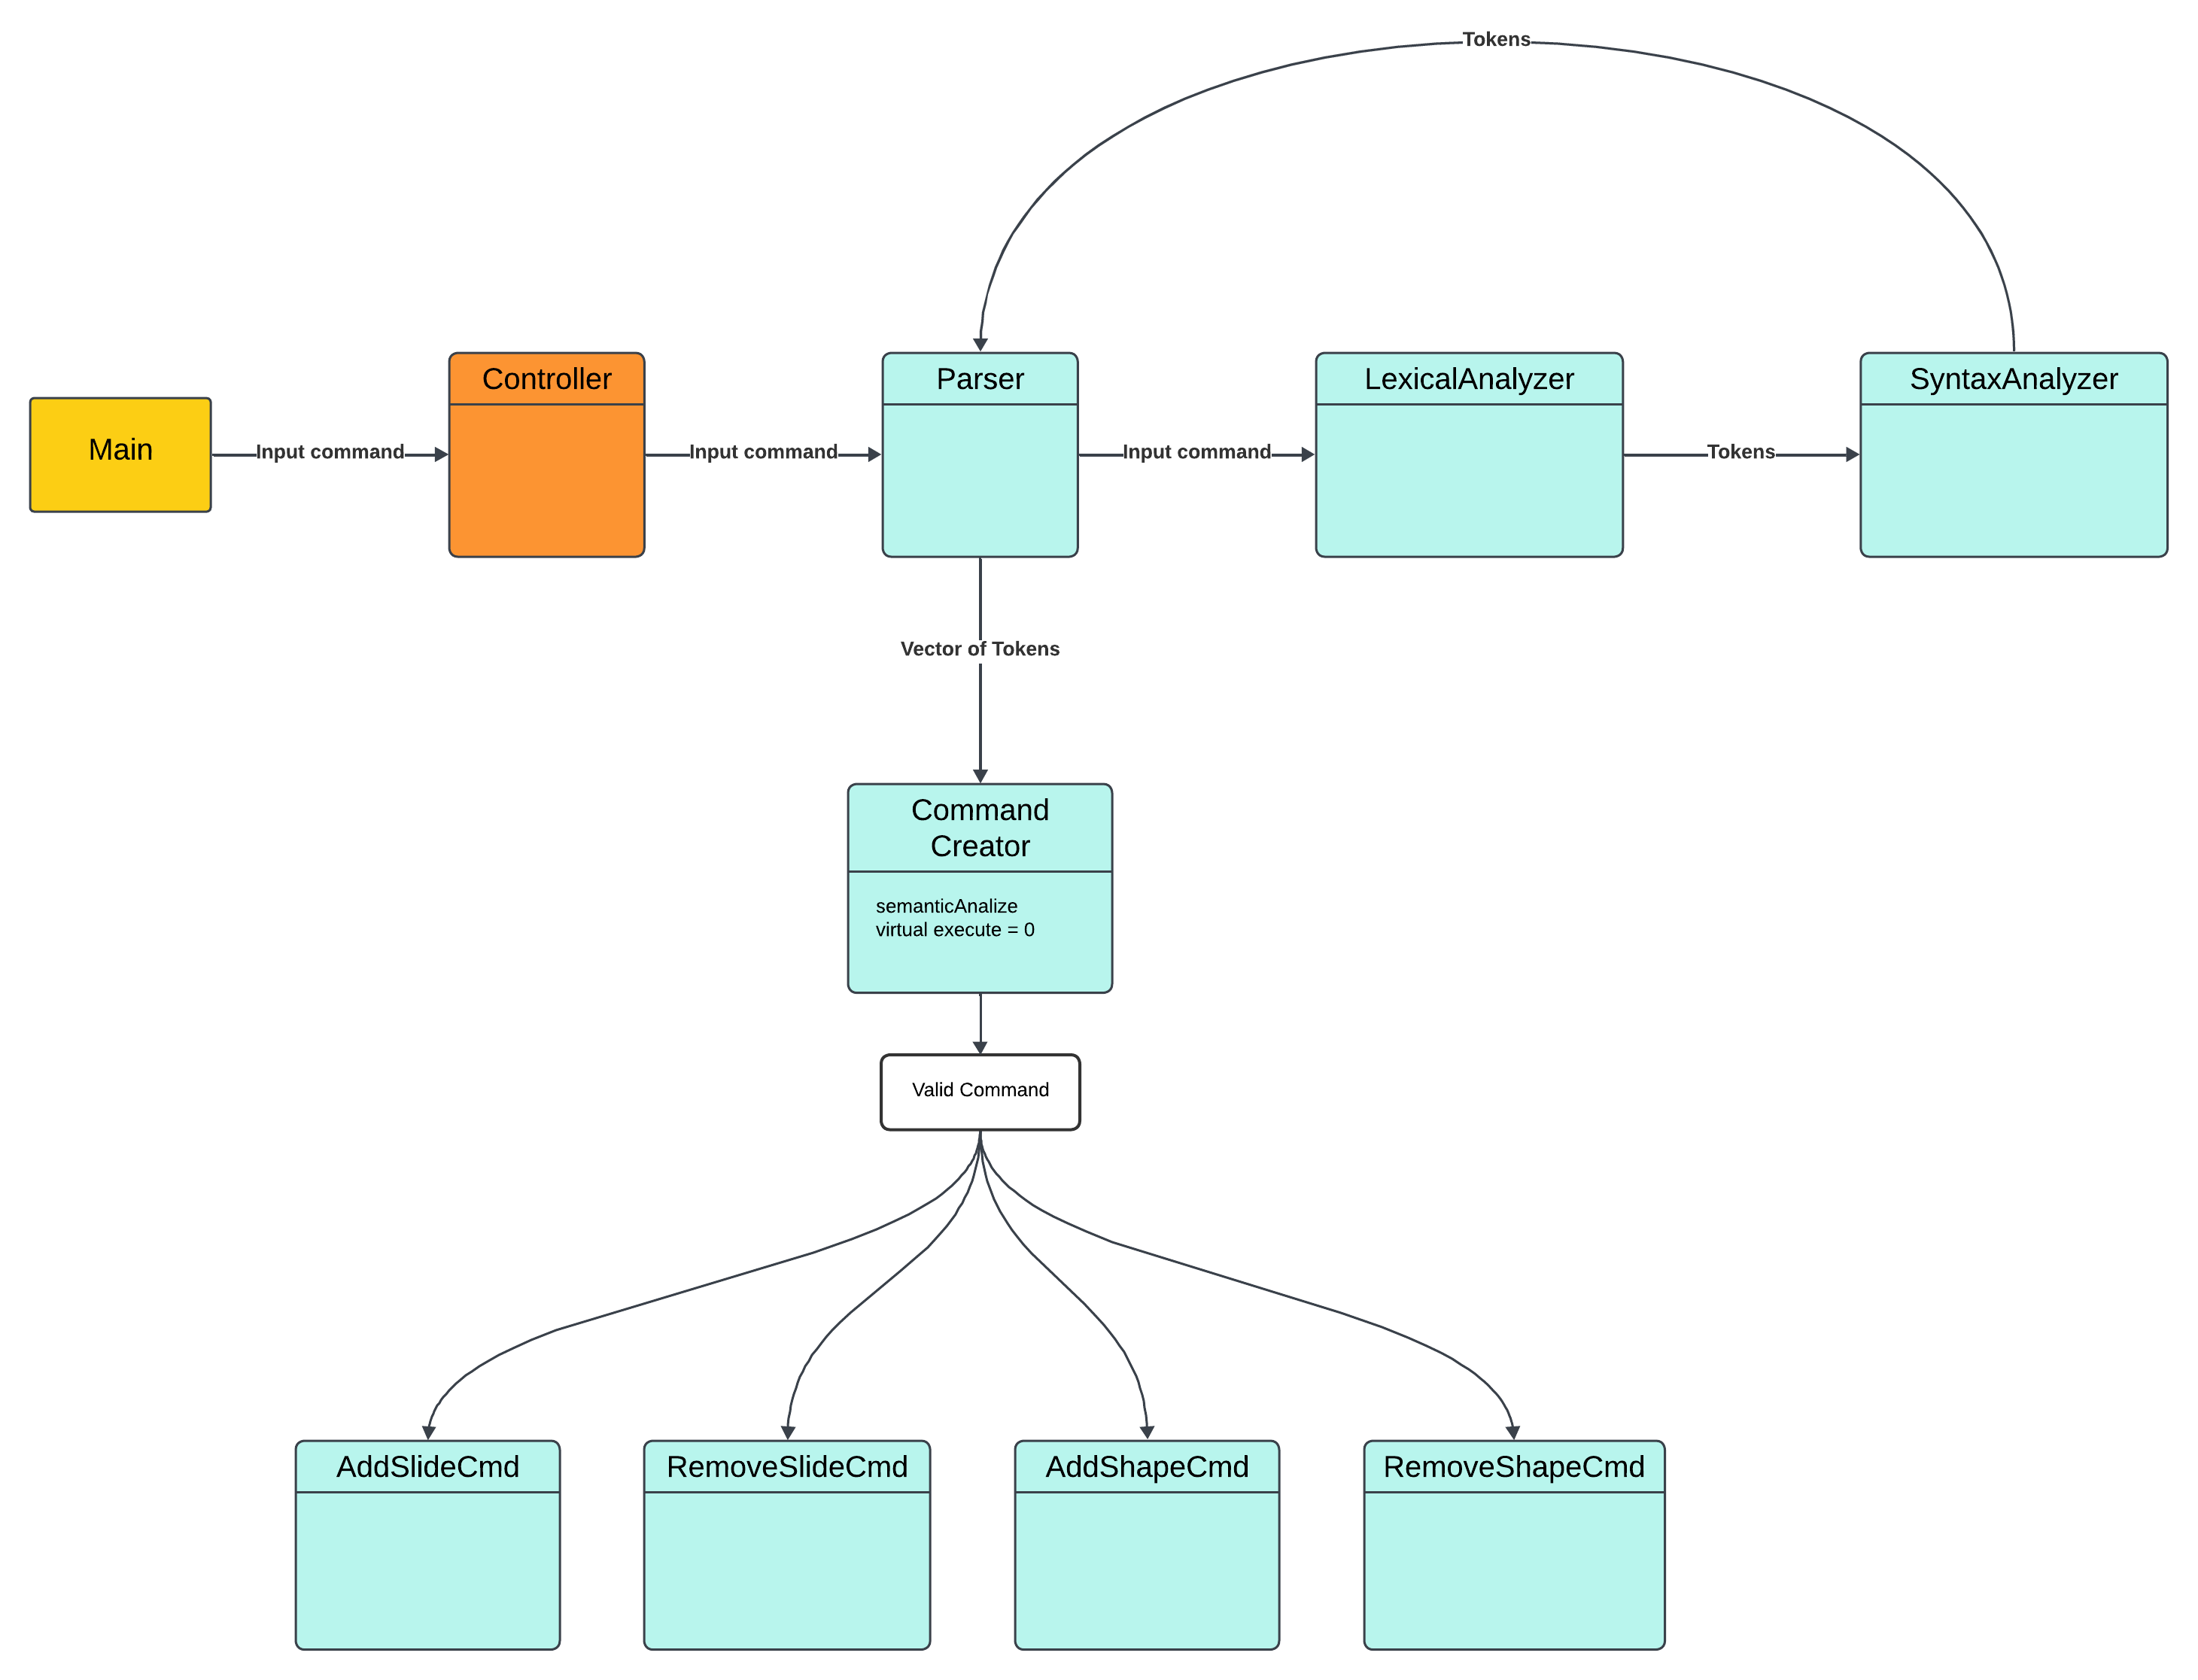 Tokens
Controller
Parser
LexicalAnalyzer
SyntaxAnalyzer
Main
Input command
Input command
Input command
Tokens
Vector of Tokens
Command
Creator
semanticAnalize
virtual execute = 0
Valid Command
AddSlideCmd
RemoveSlideCmd
AddShapeCmd
RemoveShapeCmd